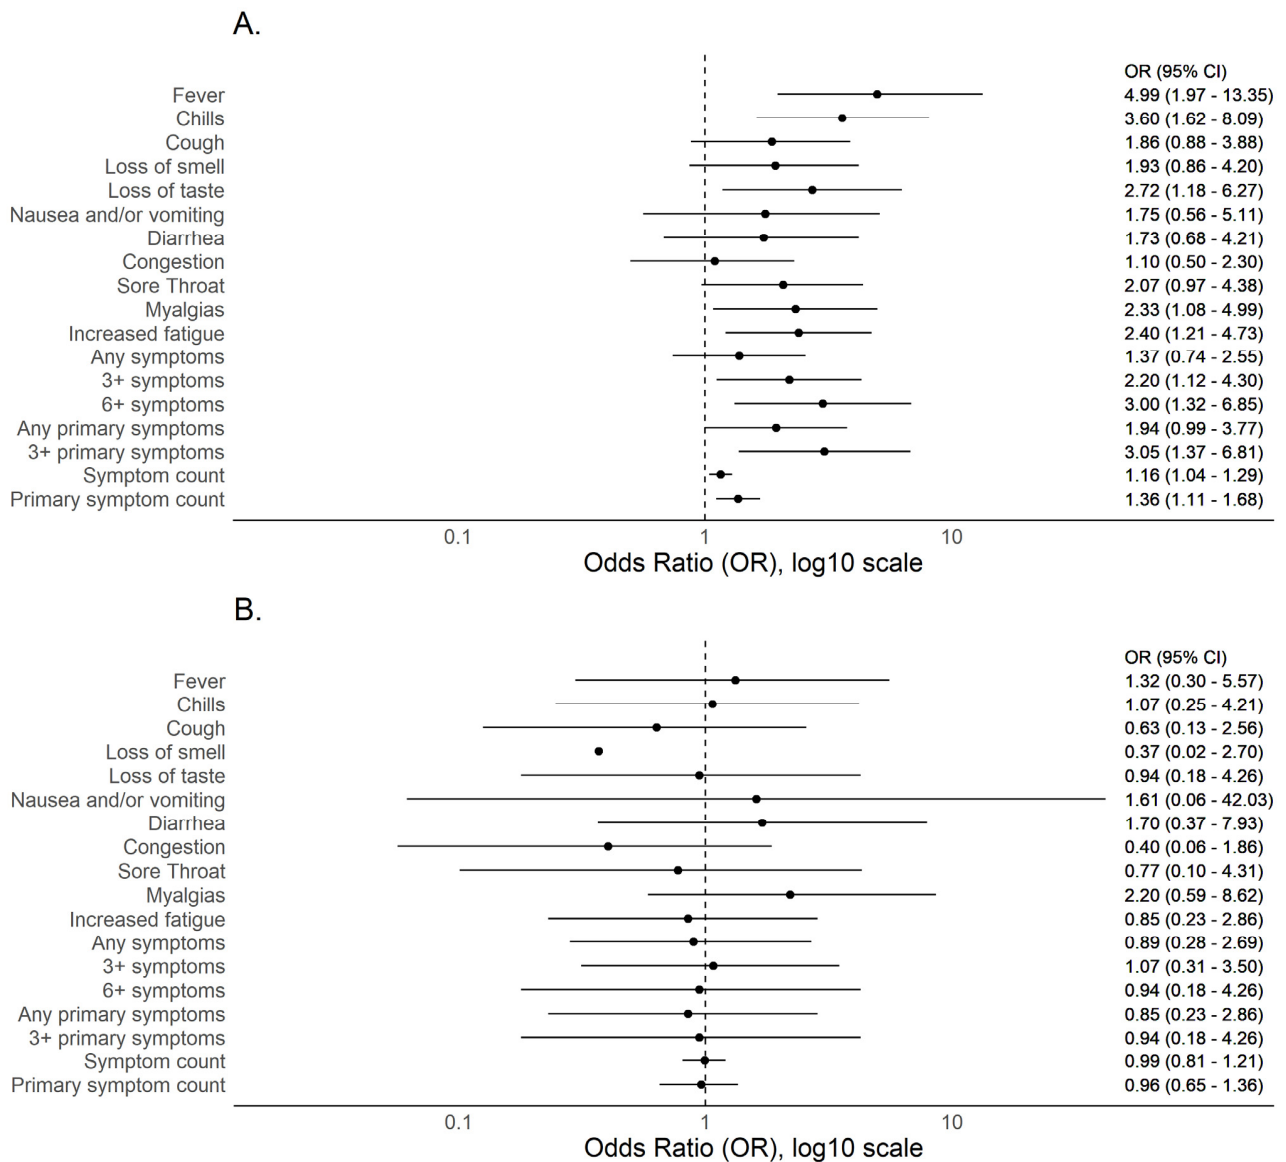 A.
OR (95% CI)
Fever 4.99 (1.97 - 13.35)
Chills 3.60 (1.62 - 8.09)
Cough 1.86 (0.88 - 3.88)
Loss of smell 1.93 (0.86 - 4.20)
Loss of taste 2.72 (1.18 - 6.27)
Nausea and/or vomiting 1.75 (0.56 - 5.11)
Diarrhea 1.73 (0.68 - 4.21)
Congestion 1.10 (0.50 - 2.30)
Sore Throat 2.07 (0.97 - 4.38)
Myalgias 2.33 (1.08 - 4.99)
Increased fatigue 2.40 (1.21 - 4.73)
Any symptoms 1.37 (0.74 - 2.55)
3+ symptoms 2.20 (1.12 - 4.30)
6+ symptoms 3.00 (1.32 - 6.85)
Any primary symptoms 1.94 (0.99 - 3.77)
3+ primary symptoms 3.05 (1.37 - 6.81)
Symptom count 1.16 (1.04 - 1.29)
Primary symptom count 1.36 (1.11 - 1.68)
0.1 1 10
Odds Ratio (OR), log10 scale
B.
OR (95% CI)
Fever 1.32 (0.30 - 5.57)
Chills 1.07 (0.25 - 4.21)
Cough 0.63 (0.13 - 2.56)
Loss of smell 0.37 (0.02 - 2.70)
Loss of taste 0.94 (0.18 - 4.26)
Nausea and/or vomiting 1.61 (0.06 - 42.03)
Diarrhea 1.70 (0.37 - 7.93)
Congestion 0.40 (0.06 - 1.86)
Sore Throat 0.77 (0.10 - 4.31)
Myalgias 2.20 (0.59 - 8.62)
Increased fatigue 0.85 (0.23 - 2.86)
Any symptoms 0.89 (0.28 - 2.69)
3+ symptoms 1.07 (0.31 - 3.50)
6+ symptoms 0.94 (0.18 - 4.26)
Any primary symptoms 0.85 (0.23 - 2.86)
3+ primary symptoms 0.94 (0.18 - 4.26)
Symptom count 0.99 (0.81 - 1.21)
Primary symptom count 0.96 (0.65 - 1.36)
0.1 1 10
Odds Ratio (OR), log10 scale